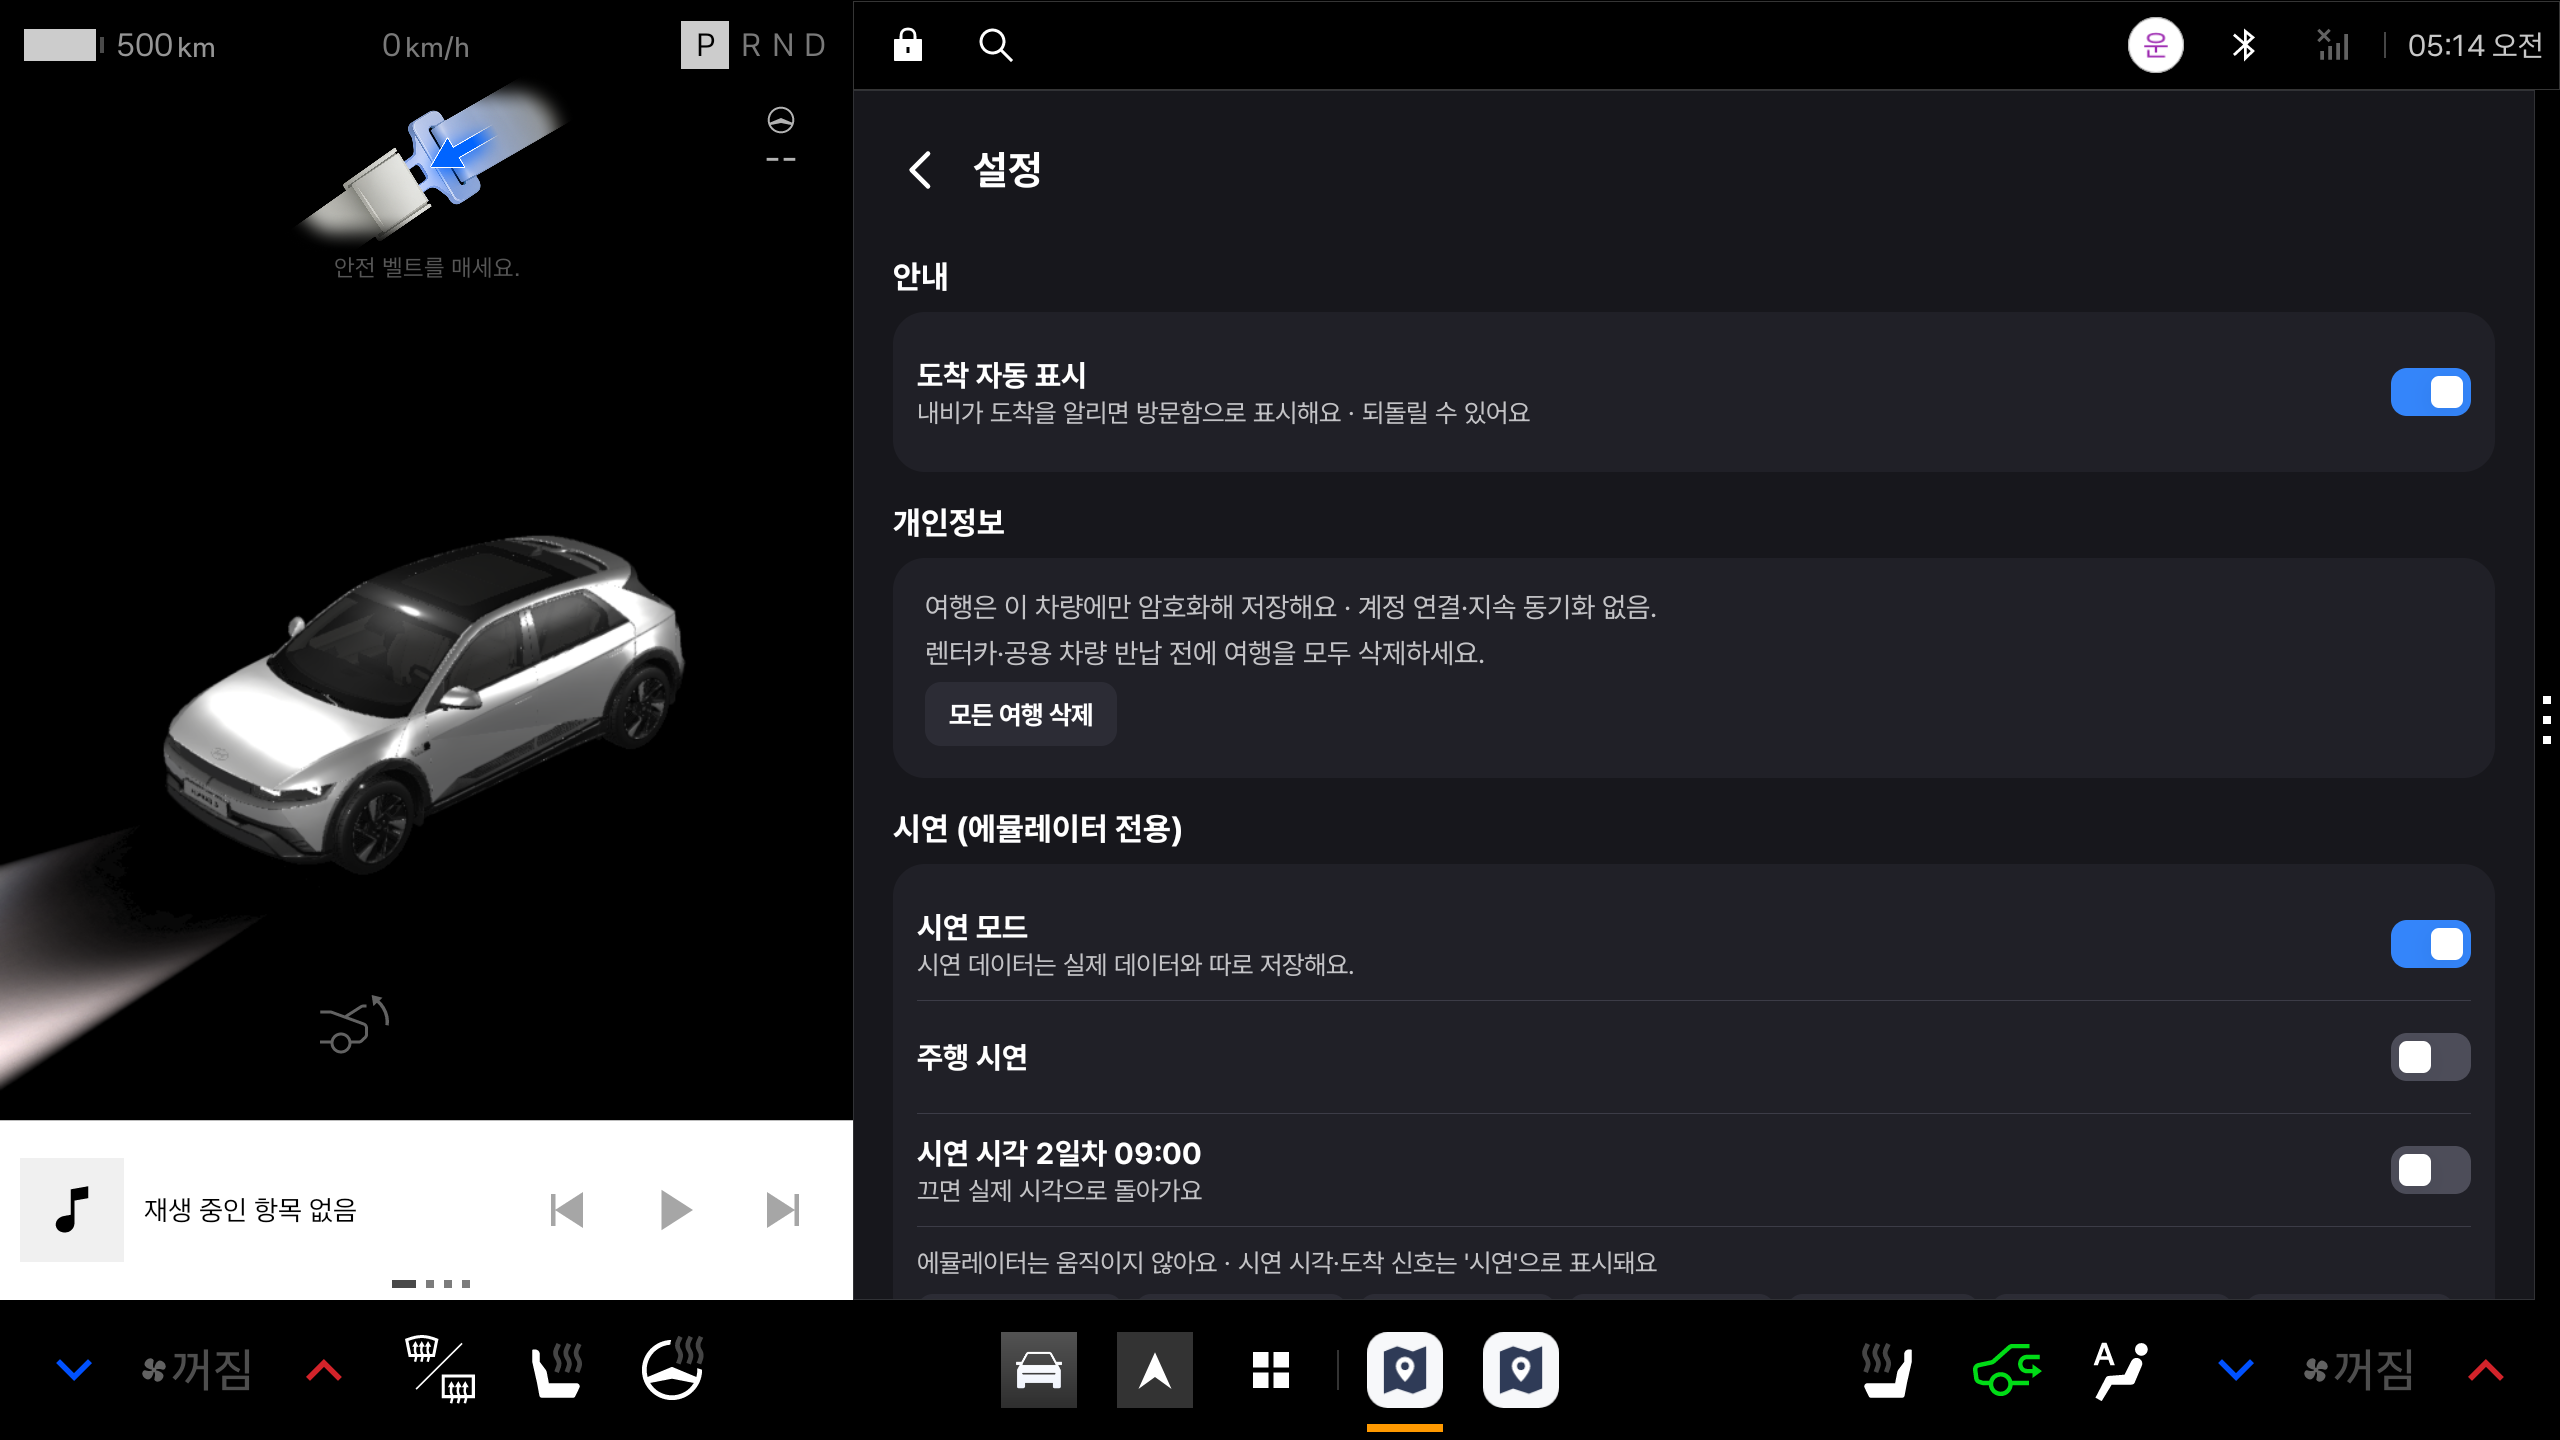 500 km
0 km/h
P R N D
운
05:14 오전
안전 벨트를 매세요.
설정
안내
도착 자동 표시
내비가 도착을 알리면 방문함으로 표시해요 · 되돌릴 수 있어요
개인정보
여행은 이 차량에만 암호화해 저장해요 · 계정 연결·지속 동기화 없음.
렌터카·공용 차량 반납 전에 여행을 모두 삭제하세요.
모든 여행 삭제
시연 (에뮬레이터 전용)
시연 모드
시연 데이터는 실제 데이터와 따로 저장해요.
주행 시연
시연 시각 2일차 09:00
끄면 실제 시각으로 돌아가요
에뮬레이터는 움직이지 않아요 · 시연 시각·도착 신호는 '시연'으로 표시돼요
재생 중인 항목 없음
꺼짐
A
꺼짐